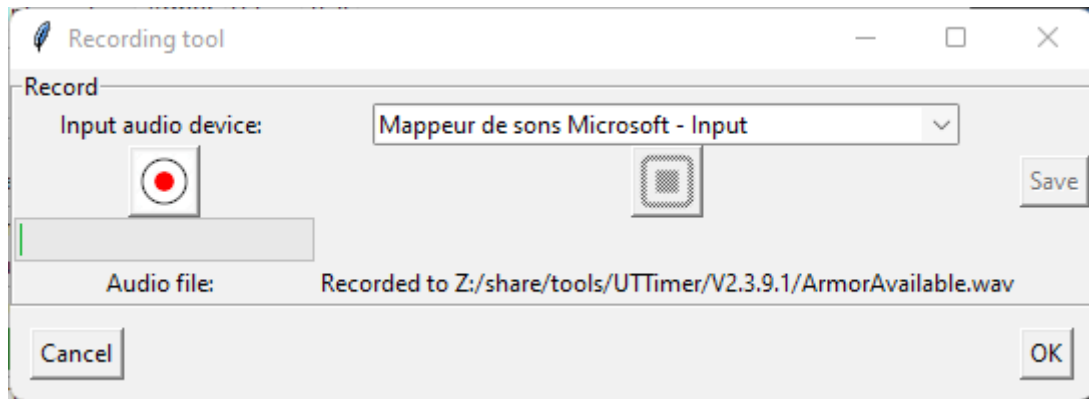 Recording tool
Record
Input audio device: Mappeur de sons Microsoft - Input
Save
Audio file: Recorded to Z:/share/tools/UTTimer/V2.3.9.1/ArmorAvailable.wav
Cancel OK